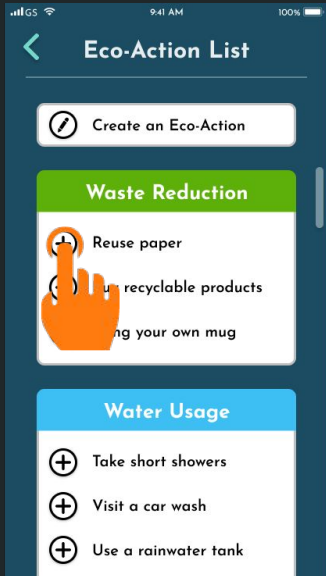 GS 9:41 AM 100%
Eco-Action List
Create an Eco-Action
Waste Reduction
Reuse paper
recyclable products
your own mug
Water Usage
Take short showers
Visit a car wash
Use a rainwater tank